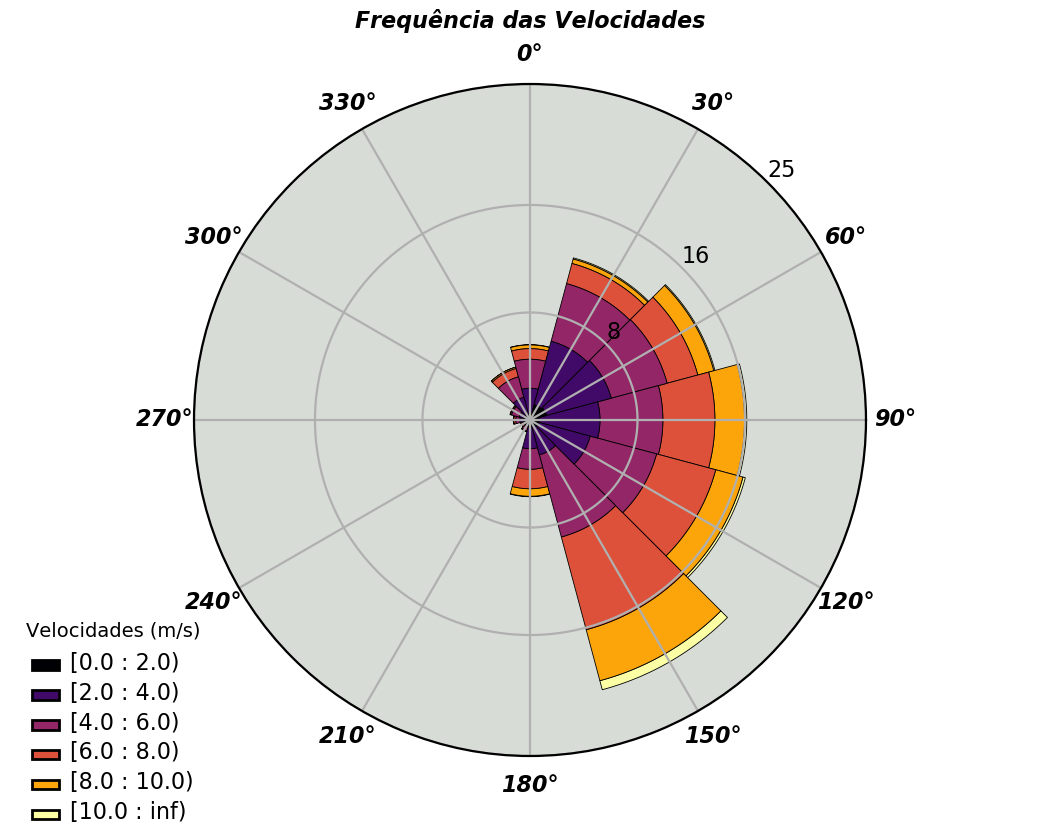 Frequência das Velocidades
0°
330°
30°
25
300°
60°
16
8
270°
90°
240°
120°
210°
150°
180°
Velocidades (m/s)
[0.0 : 2.0)
[2.0 : 4.0)
[4.0 : 6.0)
[6.0 : 8.0)
[8.0 : 10.0)
[10.0 : inf)